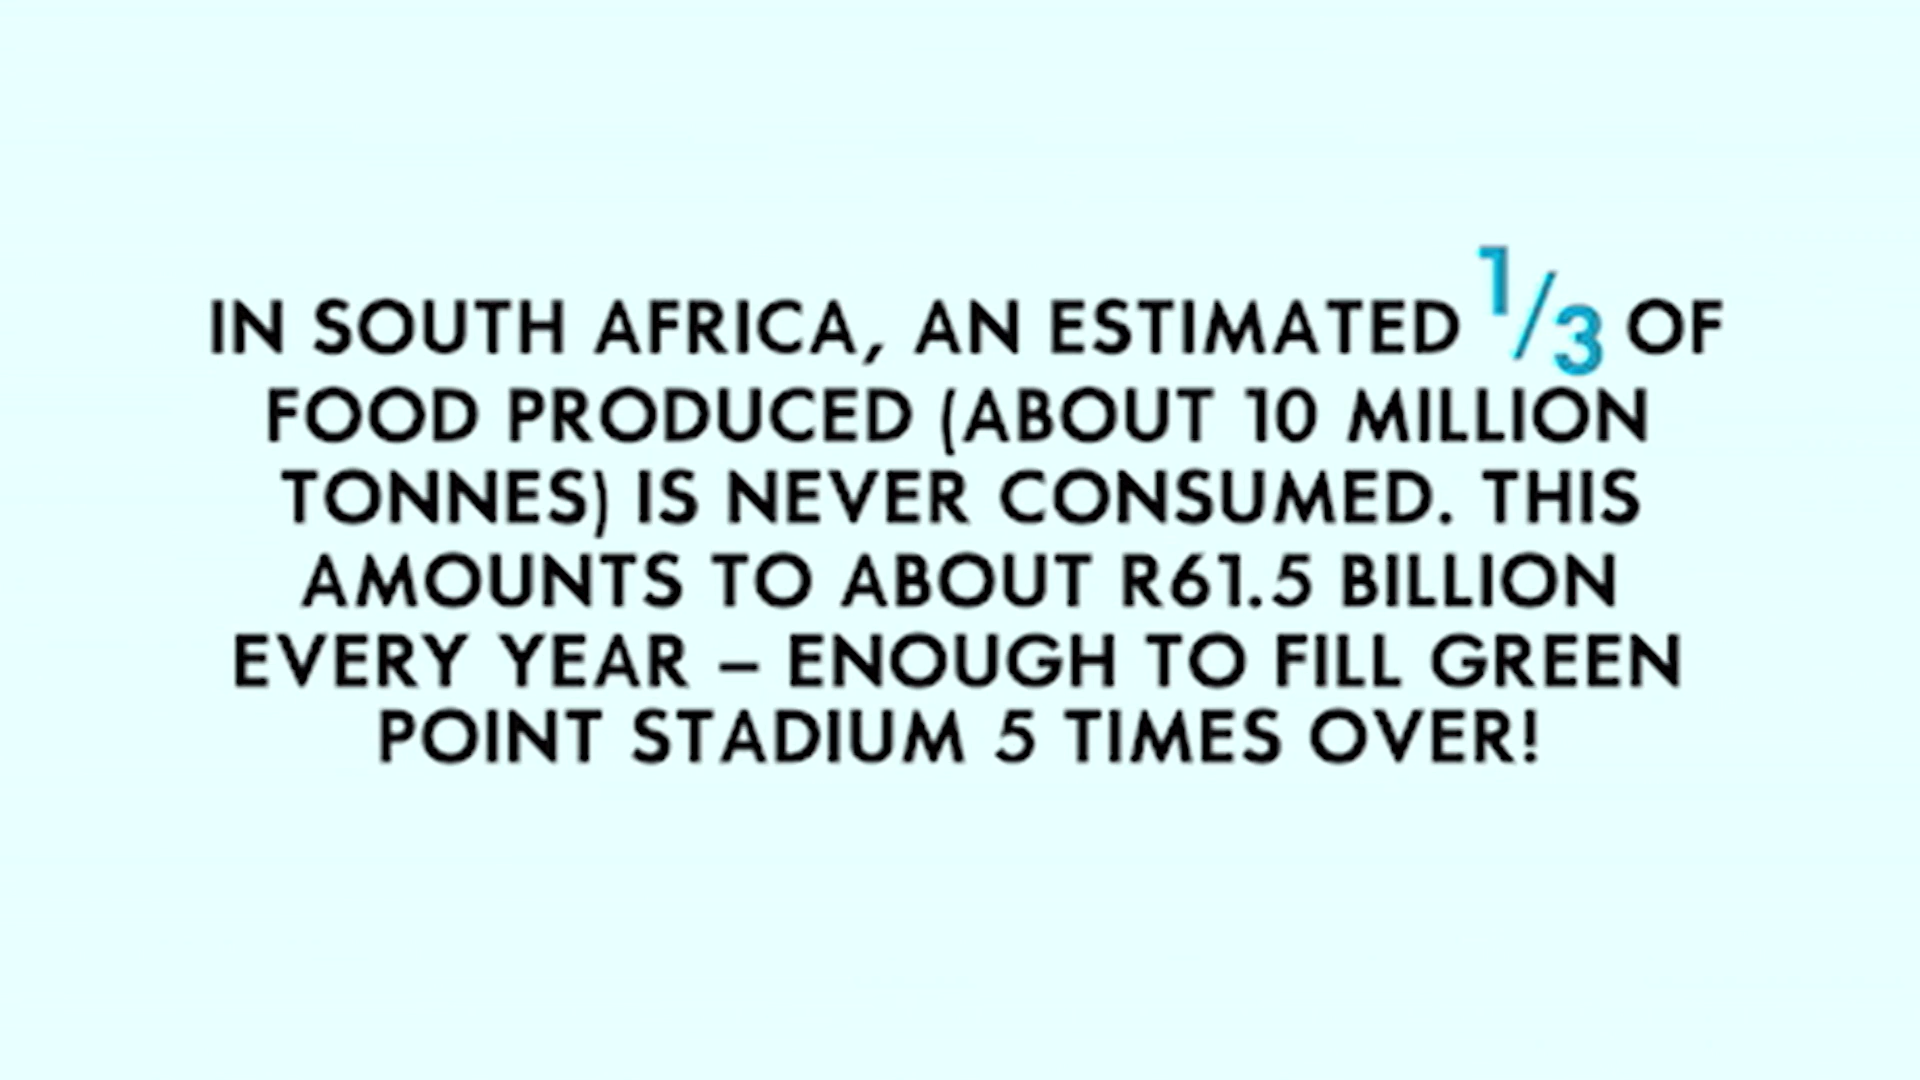 IN SOUTH AFRICA, AN ESTIMATED 1/3 OF
FOOD PRODUCED (ABOUT 10 MILLION
TONNES) IS NEVER CONSUMED. THIS
AMOUNTS TO ABOUT R61.5 BILLION
EVERY YEAR – ENOUGH TO FILL GREEN
POINT STADIUM 5 TIMES OVER!